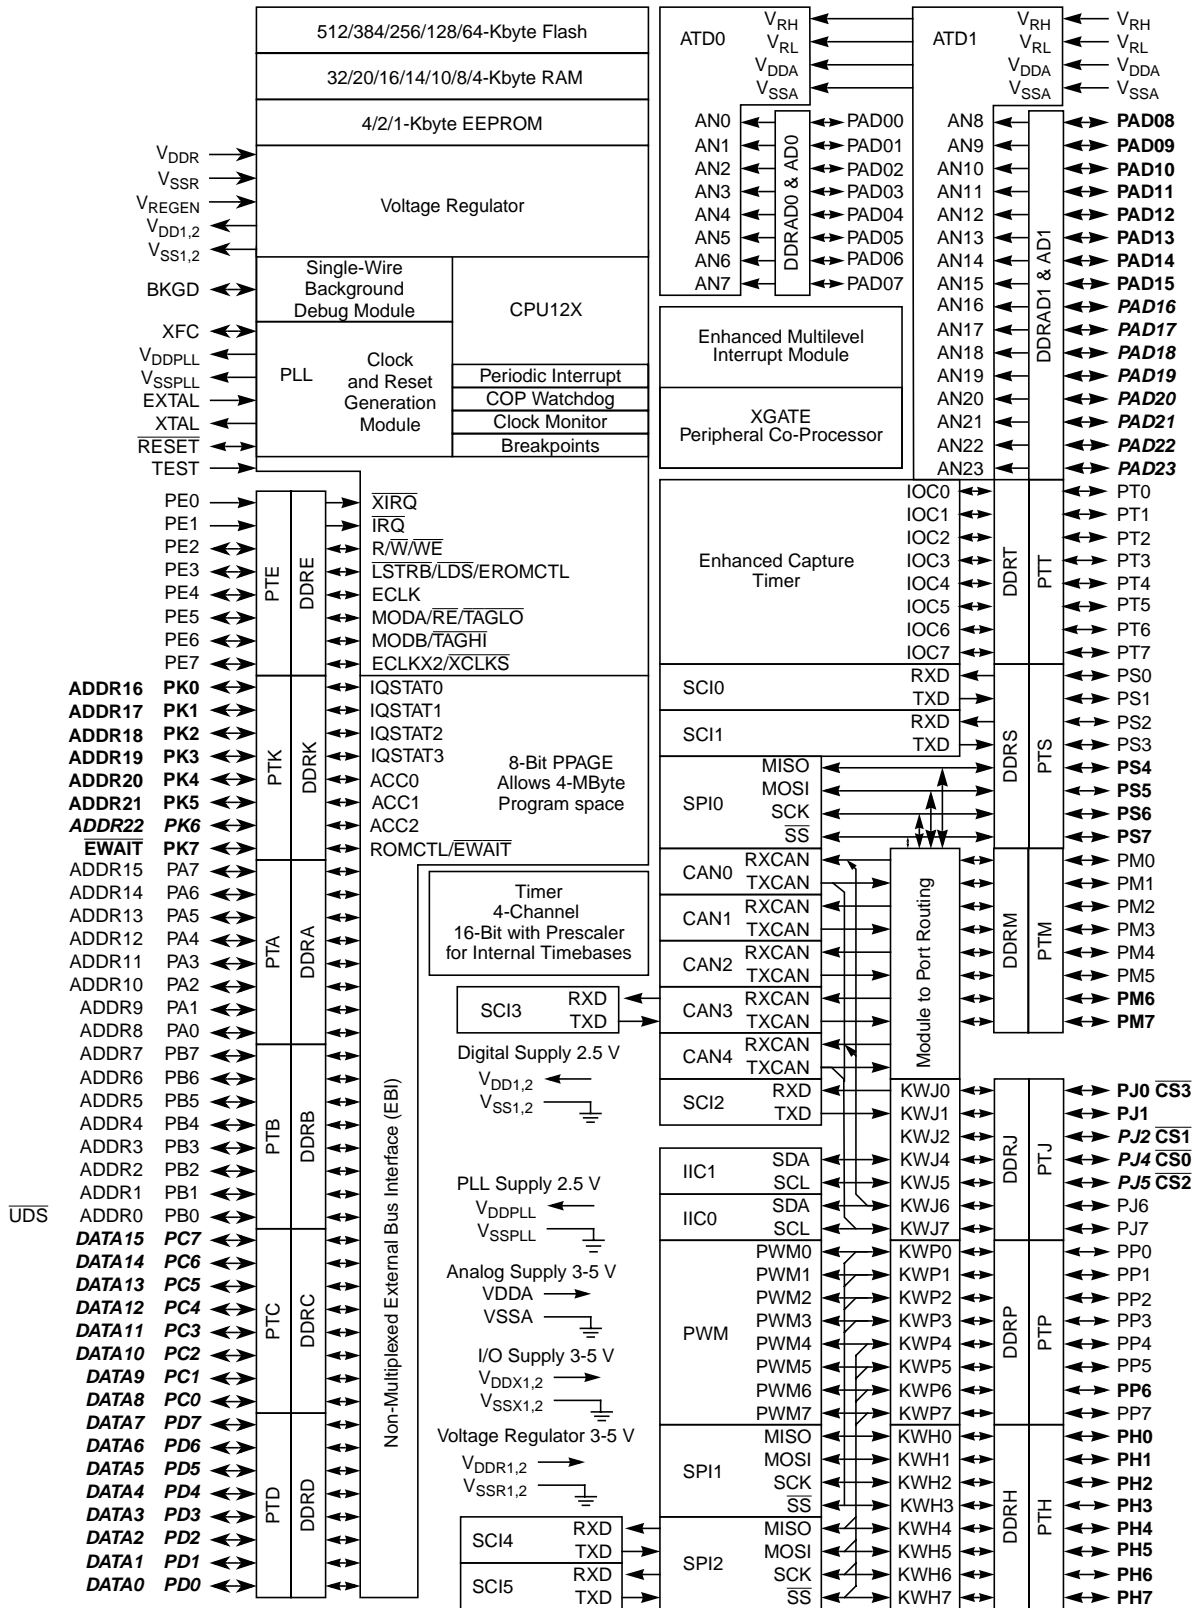 512/384/256/128/64-Kbyte Flash
32/20/16/14/10/8/4-Kbyte RAM
4/2/1-Kbyte EEPROM
VDDR
VSSR
VREGEN
VDD1,2
VSS1,2
Voltage Regulator
BKGD
Single-Wire
Background
Debug Module
CPU12X
XFC
VDDPLL
VSSPLL
EXTAL
XTAL
RESET
TEST
PLL
Clock
and Reset
Generation
Module
Periodic Interrupt
COP Watchdog
Clock Monitor
Breakpoints
PE0 XIRQ
PE1 IRQ
PE2 R/W/WE
PE3 LSTRB/LDS/EROMCTL
PE4 ECLK
PE5 MODA/RE/TAGLO
PE6 MODB/TAGHI
PE7 ECLKX2/XCLKS
PTE
DDRE
ADDR16 PK0 IQSTAT0
ADDR17 PK1 IQSTAT1
ADDR18 PK2 IQSTAT2
ADDR19 PK3 IQSTAT3
ADDR20 PK4 ACC0
ADDR21 PK5 ACC1
ADDR22 PK6 ACC2
EWAIT PK7 ROMCTL/EWAIT
PTK
DDRK
8-Bit PPAGE
Allows 4-MByte
Program space
ADDR15 PA7
ADDR14 PA6
ADDR13 PA5
ADDR12 PA4
ADDR11 PA3
ADDR10 PA2
ADDR9 PA1
ADDR8 PA0
PTA
DDRA
ADDR7 PB7
ADDR6 PB6
ADDR5 PB5
ADDR4 PB4
ADDR3 PB3
ADDR2 PB2
ADDR1 PB1
UDS ADDR0 PB0
PTB
DDRB
DATA15 PC7
DATA14 PC6
DATA13 PC5
DATA12 PC4
DATA11 PC3
DATA10 PC2
DATA9 PC1
DATA8 PC0
PTC
DDRC
DATA7 PD7
DATA6 PD6
DATA5 PD5
DATA4 PD4
DATA3 PD3
DATA2 PD2
DATA1 PD1
DATA0 PD0
PTD
DDRD
Non-Multiplexed External Bus Interface (EBI)
Timer
4-Channel
16-Bit with Prescaler
for Internal Timebases
SCI3
RXD
TXD
Digital Supply 2.5 V
VDD1,2
VSS1,2
PLL Supply 2.5 V
VDDPLL
VSSPLL
Analog Supply 3-5 V
VDDA
VSSA
I/O Supply 3-5 V
VDDX1,2
VSSX1,2
Voltage Regulator 3-5 V
VDDR1,2
VSSR1,2
SCI4
RXD
TXD
SCI5
RXD
TXD
ATD0
VRH
VRL
VDDA
VSSA
AN0 PAD00
AN1 PAD01
AN2 PAD02
AN3 PAD03
AN4 PAD04
AN5 PAD05
AN6 PAD06
AN7 PAD07
DDRAD0 & AD0
ATD1
VRH VRH
VRL VRL
VDDA VDDA
VSSA VSSA
AN8 PAD08
AN9 PAD09
AN10 PAD10
AN11 PAD11
AN12 PAD12
AN13 PAD13
AN14 PAD14
AN15 PAD15
AN16 PAD16
AN17 PAD17
AN18 PAD18
AN19 PAD19
AN20 PAD20
AN21 PAD21
AN22 PAD22
AN23 PAD23
DDRAD1 & AD1
Enhanced Multilevel
Interrupt Module
XGATE
Peripheral Co-Processor
Enhanced Capture
Timer
IOC0 PT0
IOC1 PT1
IOC2 PT2
IOC3 PT3
IOC4 PT4
IOC5 PT5
IOC6 PT6
IOC7 PT7
DDRT
PTT
SCI0
RXD PS0
TXD PS1
SCI1
RXD PS2
TXD PS3
SPI0
MISO PS4
MOSI PS5
SCK PS6
SS PS7
DDRS
PTS
CAN0
RXCAN PM0
TXCAN PM1
CAN1
RXCAN PM2
TXCAN PM3
CAN2
RXCAN PM4
TXCAN PM5
CAN3
RXCAN PM6
TXCAN PM7
DDRM
PTM
CAN4
RXCAN
TXCAN
Module to Port Routing
SCI2
RXD KWJ0 PJ0 CS3
TXD KWJ1 PJ1
KWJ2 PJ2 CS1
IIC1
SDA KWJ4 PJ4 CS0
SCL KWJ5 PJ5 CS2
IIC0
SDA KWJ6 PJ6
SCL KWJ7 PJ7
DDRJ
PTJ
PWM
PWM0 KWP0 PP0
PWM1 KWP1 PP1
PWM2 KWP2 PP2
PWM3 KWP3 PP3
PWM4 KWP4 PP4
PWM5 KWP5 PP5
PWM6 KWP6 PP6
PWM7 KWP7 PP7
DDRP
PTP
SPI1
MISO KWH0 PH0
MOSI KWH1 PH1
SCK KWH2 PH2
SS KWH3 PH3
SPI2
MISO KWH4 PH4
MOSI KWH5 PH5
SCK KWH6 PH6
SS KWH7 PH7
DDRH
PTH